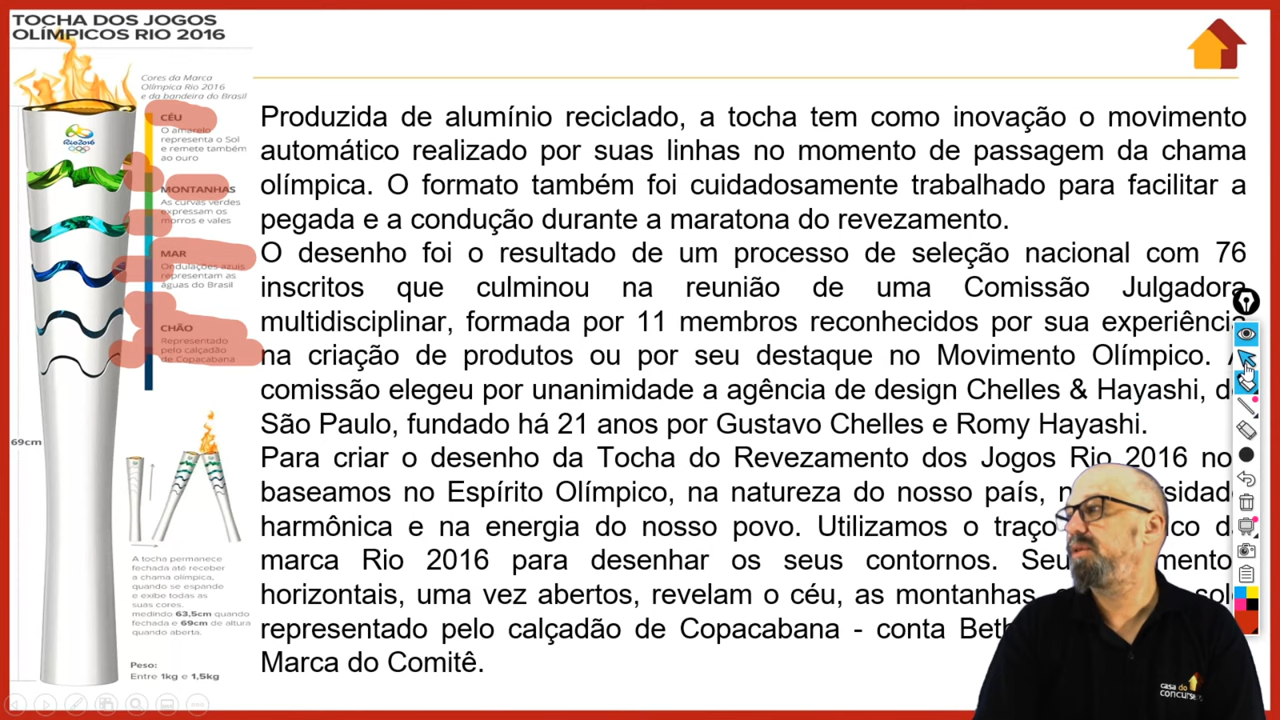 TOCHA DOS JOGOS
OLÍMPICOS RIO 2016
Cores da Marca
Olímpica Rio 2016
e da bandeira do Brasil
CÉU
O amarelo
representa o Sol
e remete também
ao ouro
Rio2016
MONTANHAS
As curvas verdes
expressam os
morros e vales
MAR
Ondulações azuis
representam as
águas do Brasil
CHÃO
Representado
pelo calçadão
de Copacabana
69cm
A tocha permanece
fechada até receber
a chama olímpica,
quando se espande
e exibe todas as
suas cores.
medindo 63,5cm quando
fechada e 69cm de altura
quando aberta.
Peso:
Entre 1kg e 1,5kg
Produzida de alumínio reciclado, a tocha tem como inovação o movimento
automático realizado por suas linhas no momento de passagem da chama
olímpica. O formato também foi cuidadosamente trabalhado para facilitar a
pegada e a condução durante a maratona do revezamento.
O desenho foi o resultado de um processo de seleção nacional com 76
inscritos que culminou na reunião de uma Comissão Julgadora
multidisciplinar, formada por 11 membros reconhecidos por sua experiência
na criação de produtos ou por seu destaque no Movimento Olímpico.
comissão elegeu por unanimidade a agência de design Chelles & Hayashi,
São Paulo, fundado há 21 anos por Gustavo Chelles e Romy Hayashi.
Para criar o desenho da Tocha do Revezamento dos Jogos Rio 2016
baseamos no Espírito Olímpico, na natureza do nosso país,
harmônica e na energia do nosso povo. Utilizamos o traço
marca Rio 2016 para desenhar os seus contornos.
horizontais, uma vez abertos, revelam o céu, as montanhas,
representado pelo calçadão de Copacabana - conta
Marca do Comitê.
casa do